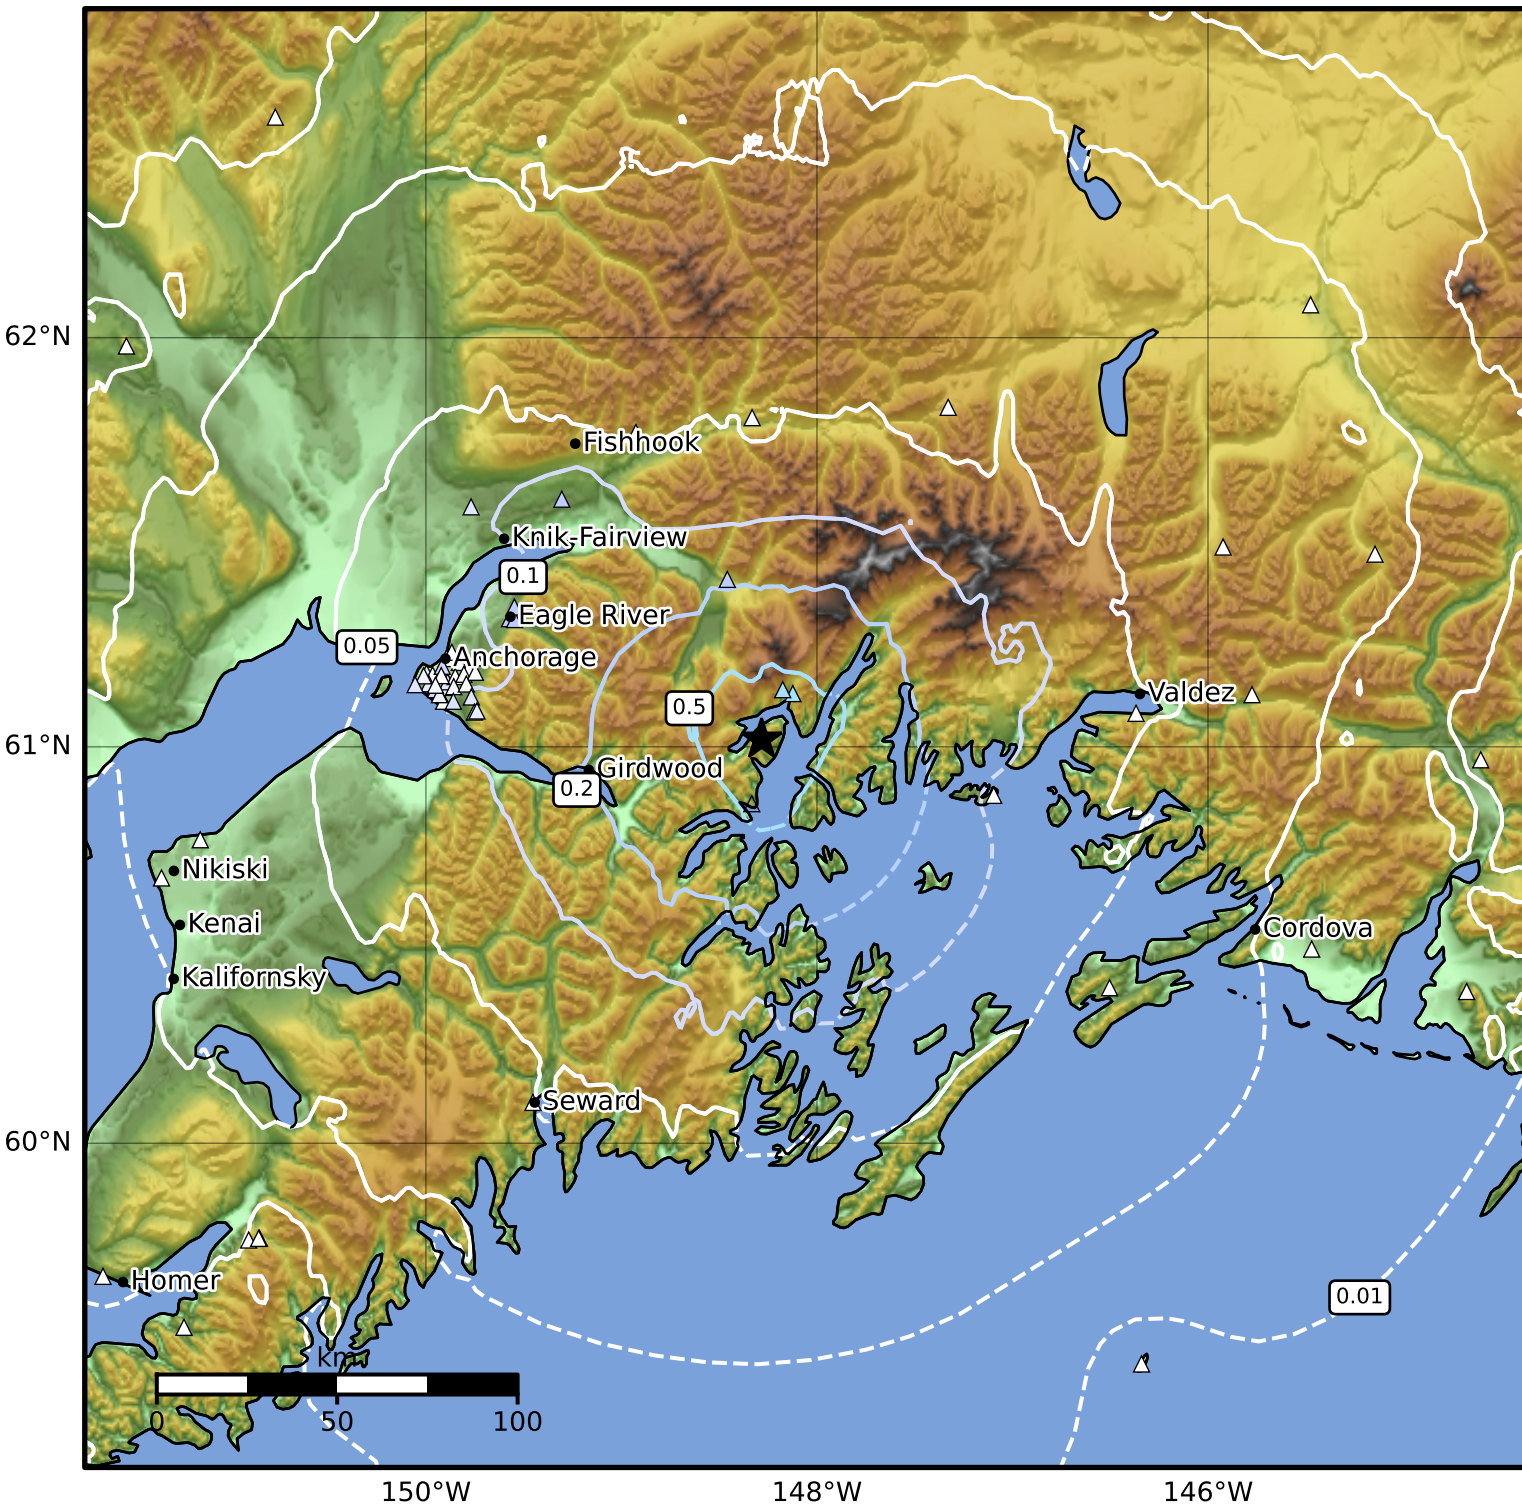 62°N
Fishhook
Knik-Fairview
0.1
Eagle River
0.05
Anchorage
Valdez
0.5
61°N
Girdwood
0.2
Nikiski
Kenai
Cordova
Kalifornsky
Seward
60°N
Homer
0.01
km
0 50 100
150°W 148°W 146°W